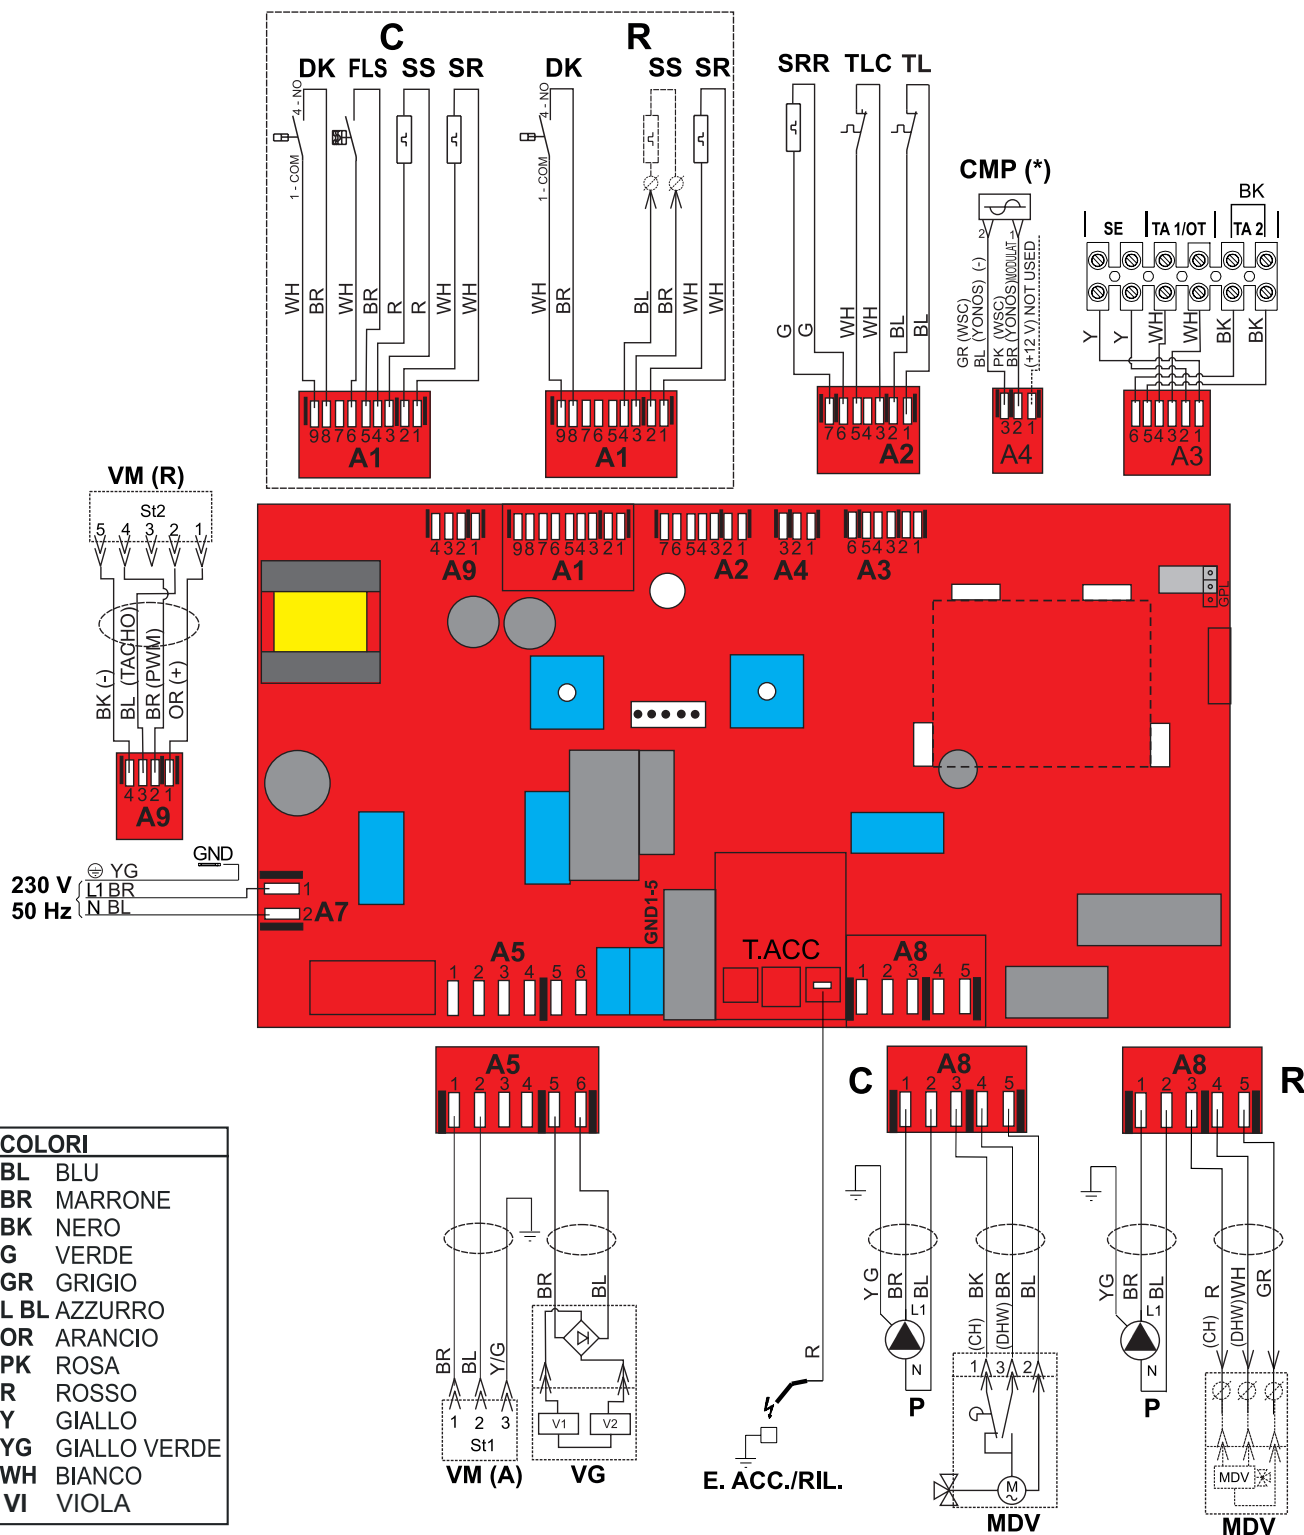 C R
DK FLS SS SR DK SS SR SRR TLC TL
4 - NO
1 - COM
4 - NO
1 - COM
CMP (*)
2 1
BK
SE TA 1/OT TA 2
WH BR WH BR R R WH WH
WH BR BL BR WH WH
G G WH WH BL BL
GR (WSC)
BL (YONOS) (-)
PK (WSC)
BR (YONOS) MODULAT
(+12 V) NOT USED
Y Y WH WH BK BK
9 8 7 6 5 4 3 2 1
A1
9 8 7 6 5 4 3 2 1
A1
7 6 5 4 3 2 1
A2
3 2 1
A4
6 5 4 3 2 1
A3
VM (R)
St2
5 4 3 2 1
BK (-)
BL (TACHO)
BR (PWM)
OR (+)
4 3 2 1
A9
4 3 2 1
A9
9 8 7 6 5 4 3 2 1
A1
7 6 5 4 3 2 1
A2
3 2 1
A4
6 5 4 3 2 1
A3
GPL
GND
230 V
50 Hz
YG
L1 BR
N BL
1
2 A7
GND1-5
T.ACC
A5
1 2 3 4 5 6
A8
1 2 3 4 5
A5
1 2 3 4 5 6
C
A8
1 2 3 4 5
A8
1 2 3 4 5
R
BR BL Y/G BR BL
1 2 3
St1
VM (A)
V1 V2
VG
R
E. ACC./RIL.
Y G BR BL
L1
N
P
(CH) BK (DHW) BR BL
1 3 2
M
~
MDV
YG BR BL
L1
N
P
(CH) R (DHW) WH GR
MDV
MDV
COLORI
BL BLU
BR MARRONE
BK NERO
G VERDE
GR GRIGIO
L BL AZZURRO
OR ARANCIO
PK ROSA
R ROSSO
Y GIALLO
YG GIALLO VERDE
WH BIANCO
VI VIOLA